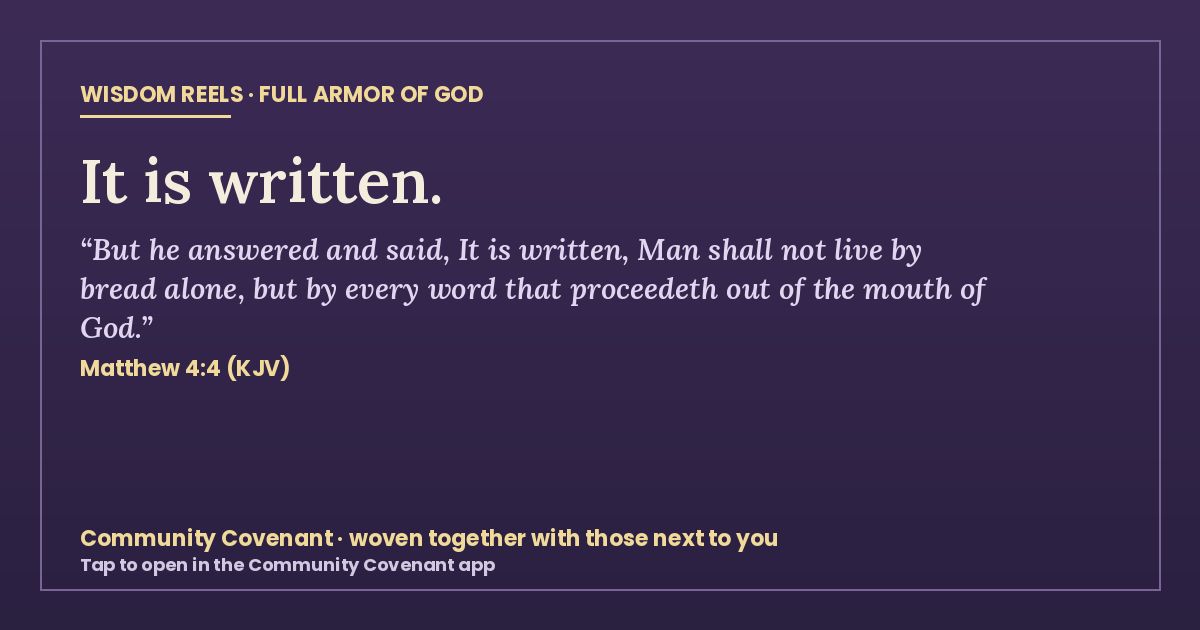 WISDOM REELS · FULL ARMOR OF GOD
It is written.
“But he answered and said, It is written, Man shall not live by
bread alone, but by every word that proceedeth out of the mouth of
God.”
Matthew 4:4 (KJV)
Community Covenant · woven together with those next to you
Tap to open in the Community Covenant app